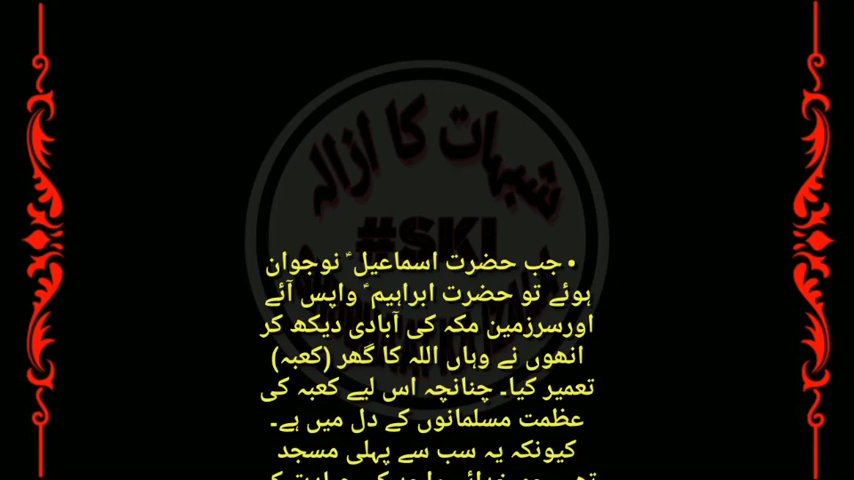 شبہات کا ازالہ
#SKI
• جب حضرت اسماعیلؑ نوجوان
ہوئے تو حضرت ابراہیمؑ واپس آئے
اورسرزمین مکہ کی آبادی دیکھ کر
انھوں نے وہاں اللہ کا گھر (کعبہ)
تعمیر کیا۔ چنانچہ اس لیے کعبہ کی
عظمت مسلمانوں کے دل میں ہے۔
کیونکہ یہ سب سے پہلی مسجد